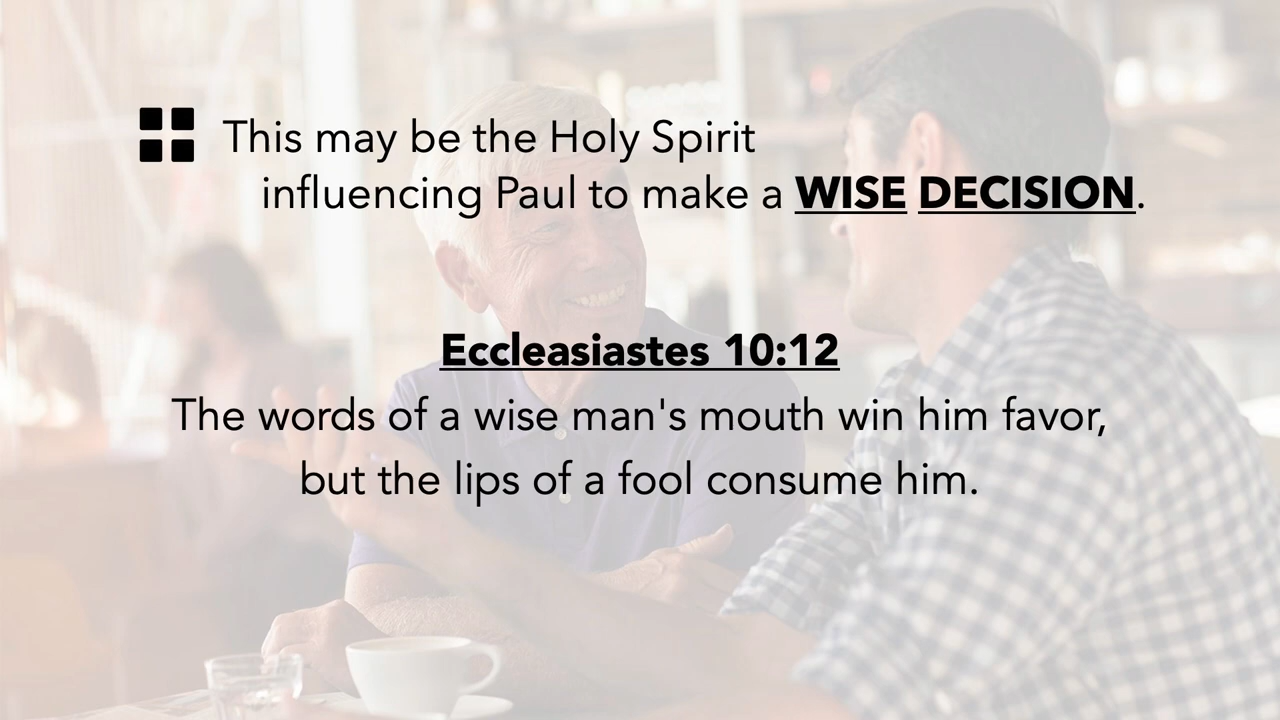 This may be the Holy Spirit
influencing Paul to make a WISE DECISION.
Eccleasiastes 10:12
The words of a wise man's mouth win him favor,
but the lips of a fool consume him.